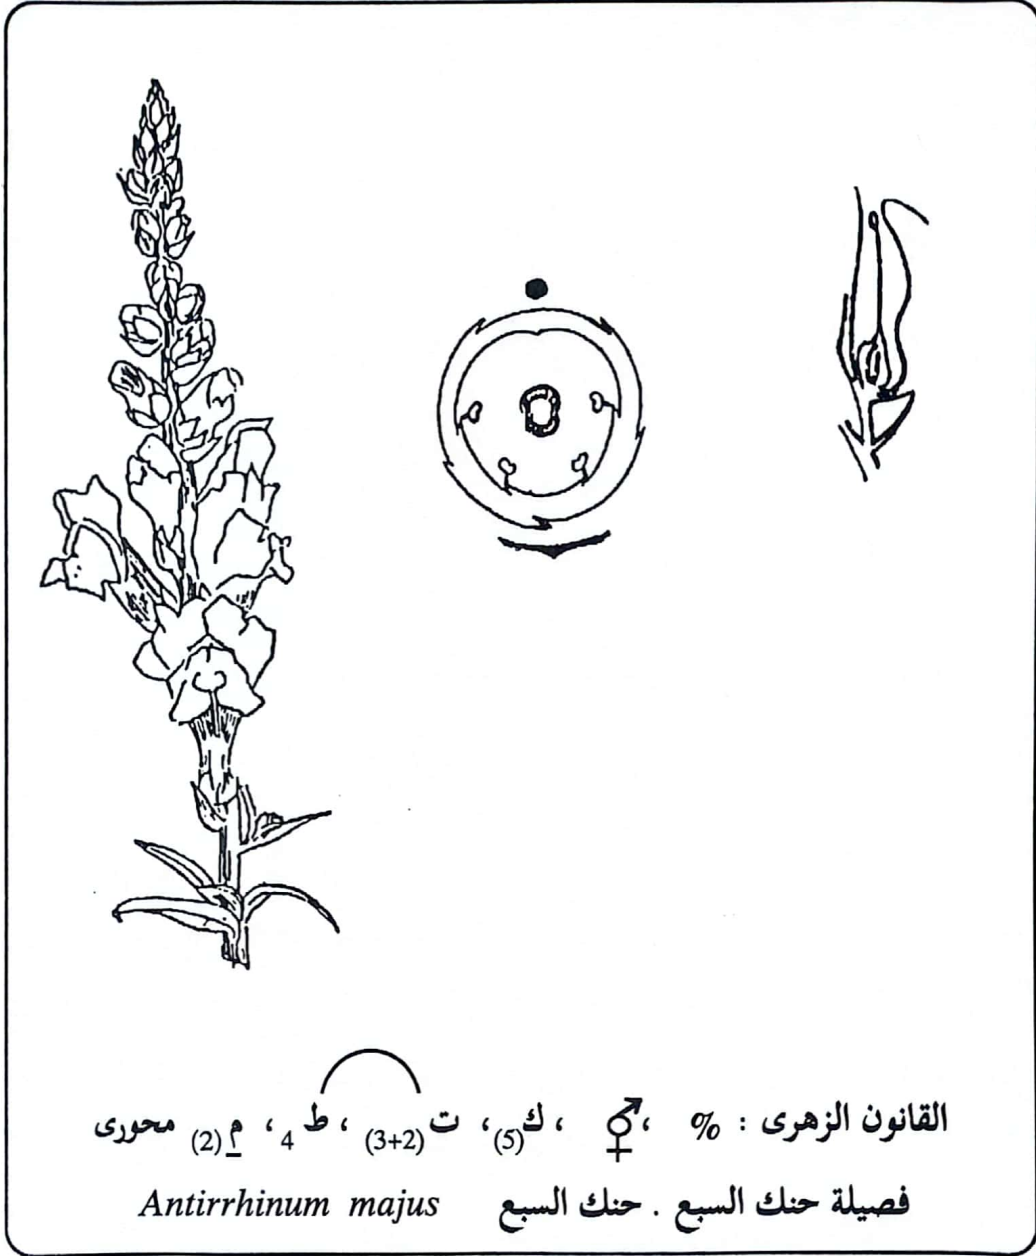 القانون الزهرى : % ، ⚥ ، ك(5) ، ت(2+3) ، ط4 ، م(2) محورى
فصيلة حنك السبع . حنك السبع Antirrhinum majus